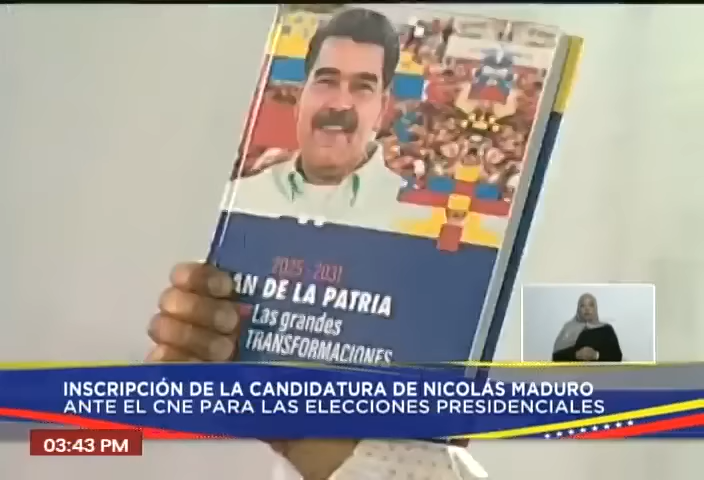 2025 - 2031
AN DE LA PATRIA
Las grandes
TRANSFORMACIONES
INSCRIPCIÓN DE LA CANDIDATURA DE NICOLÁS MADURO
ANTE EL CNE PARA LAS ELECCIONES PRESIDENCIALES
03:43 PM